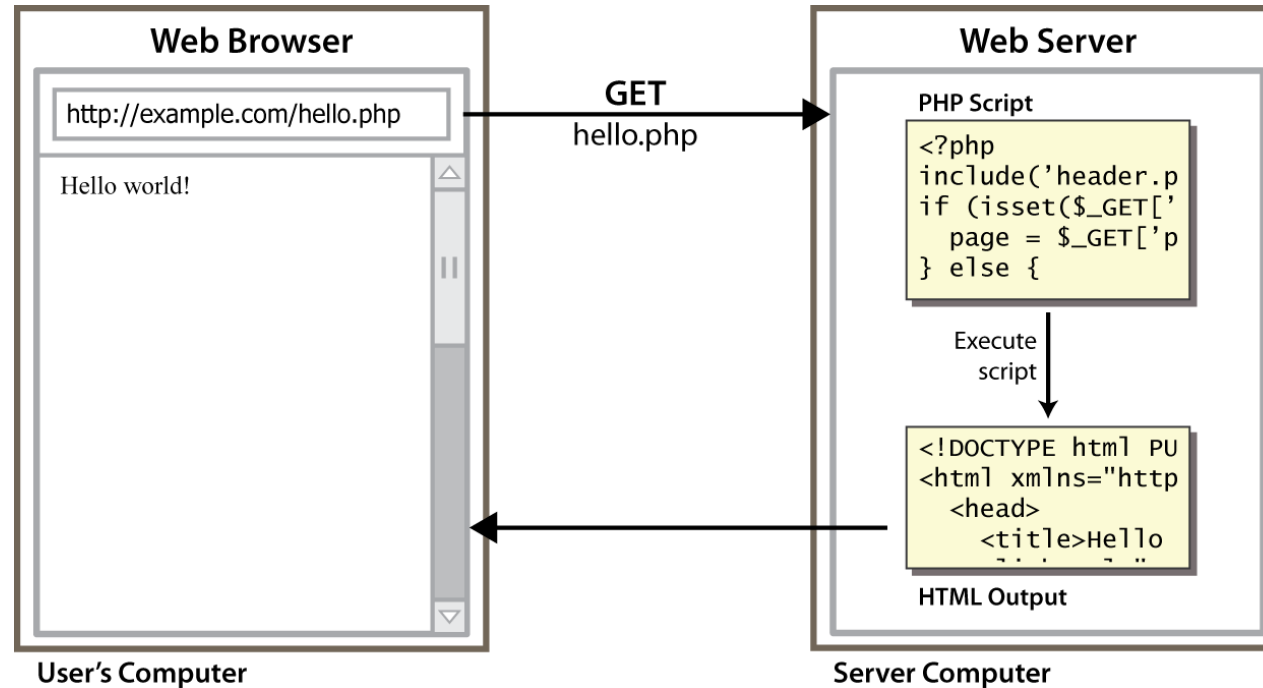 Web Browser
http://example.com/hello.php
Hello world!
User's Computer
GET
hello.php
Web Server
PHP Script
<?php
include('header.p
if (isset($_GET['
page = $_GET['p
} else {
Execute
script
<!DOCTYPE html PU
<html xmlns="http
<head>
<title>Hello
HTML Output
Server Computer